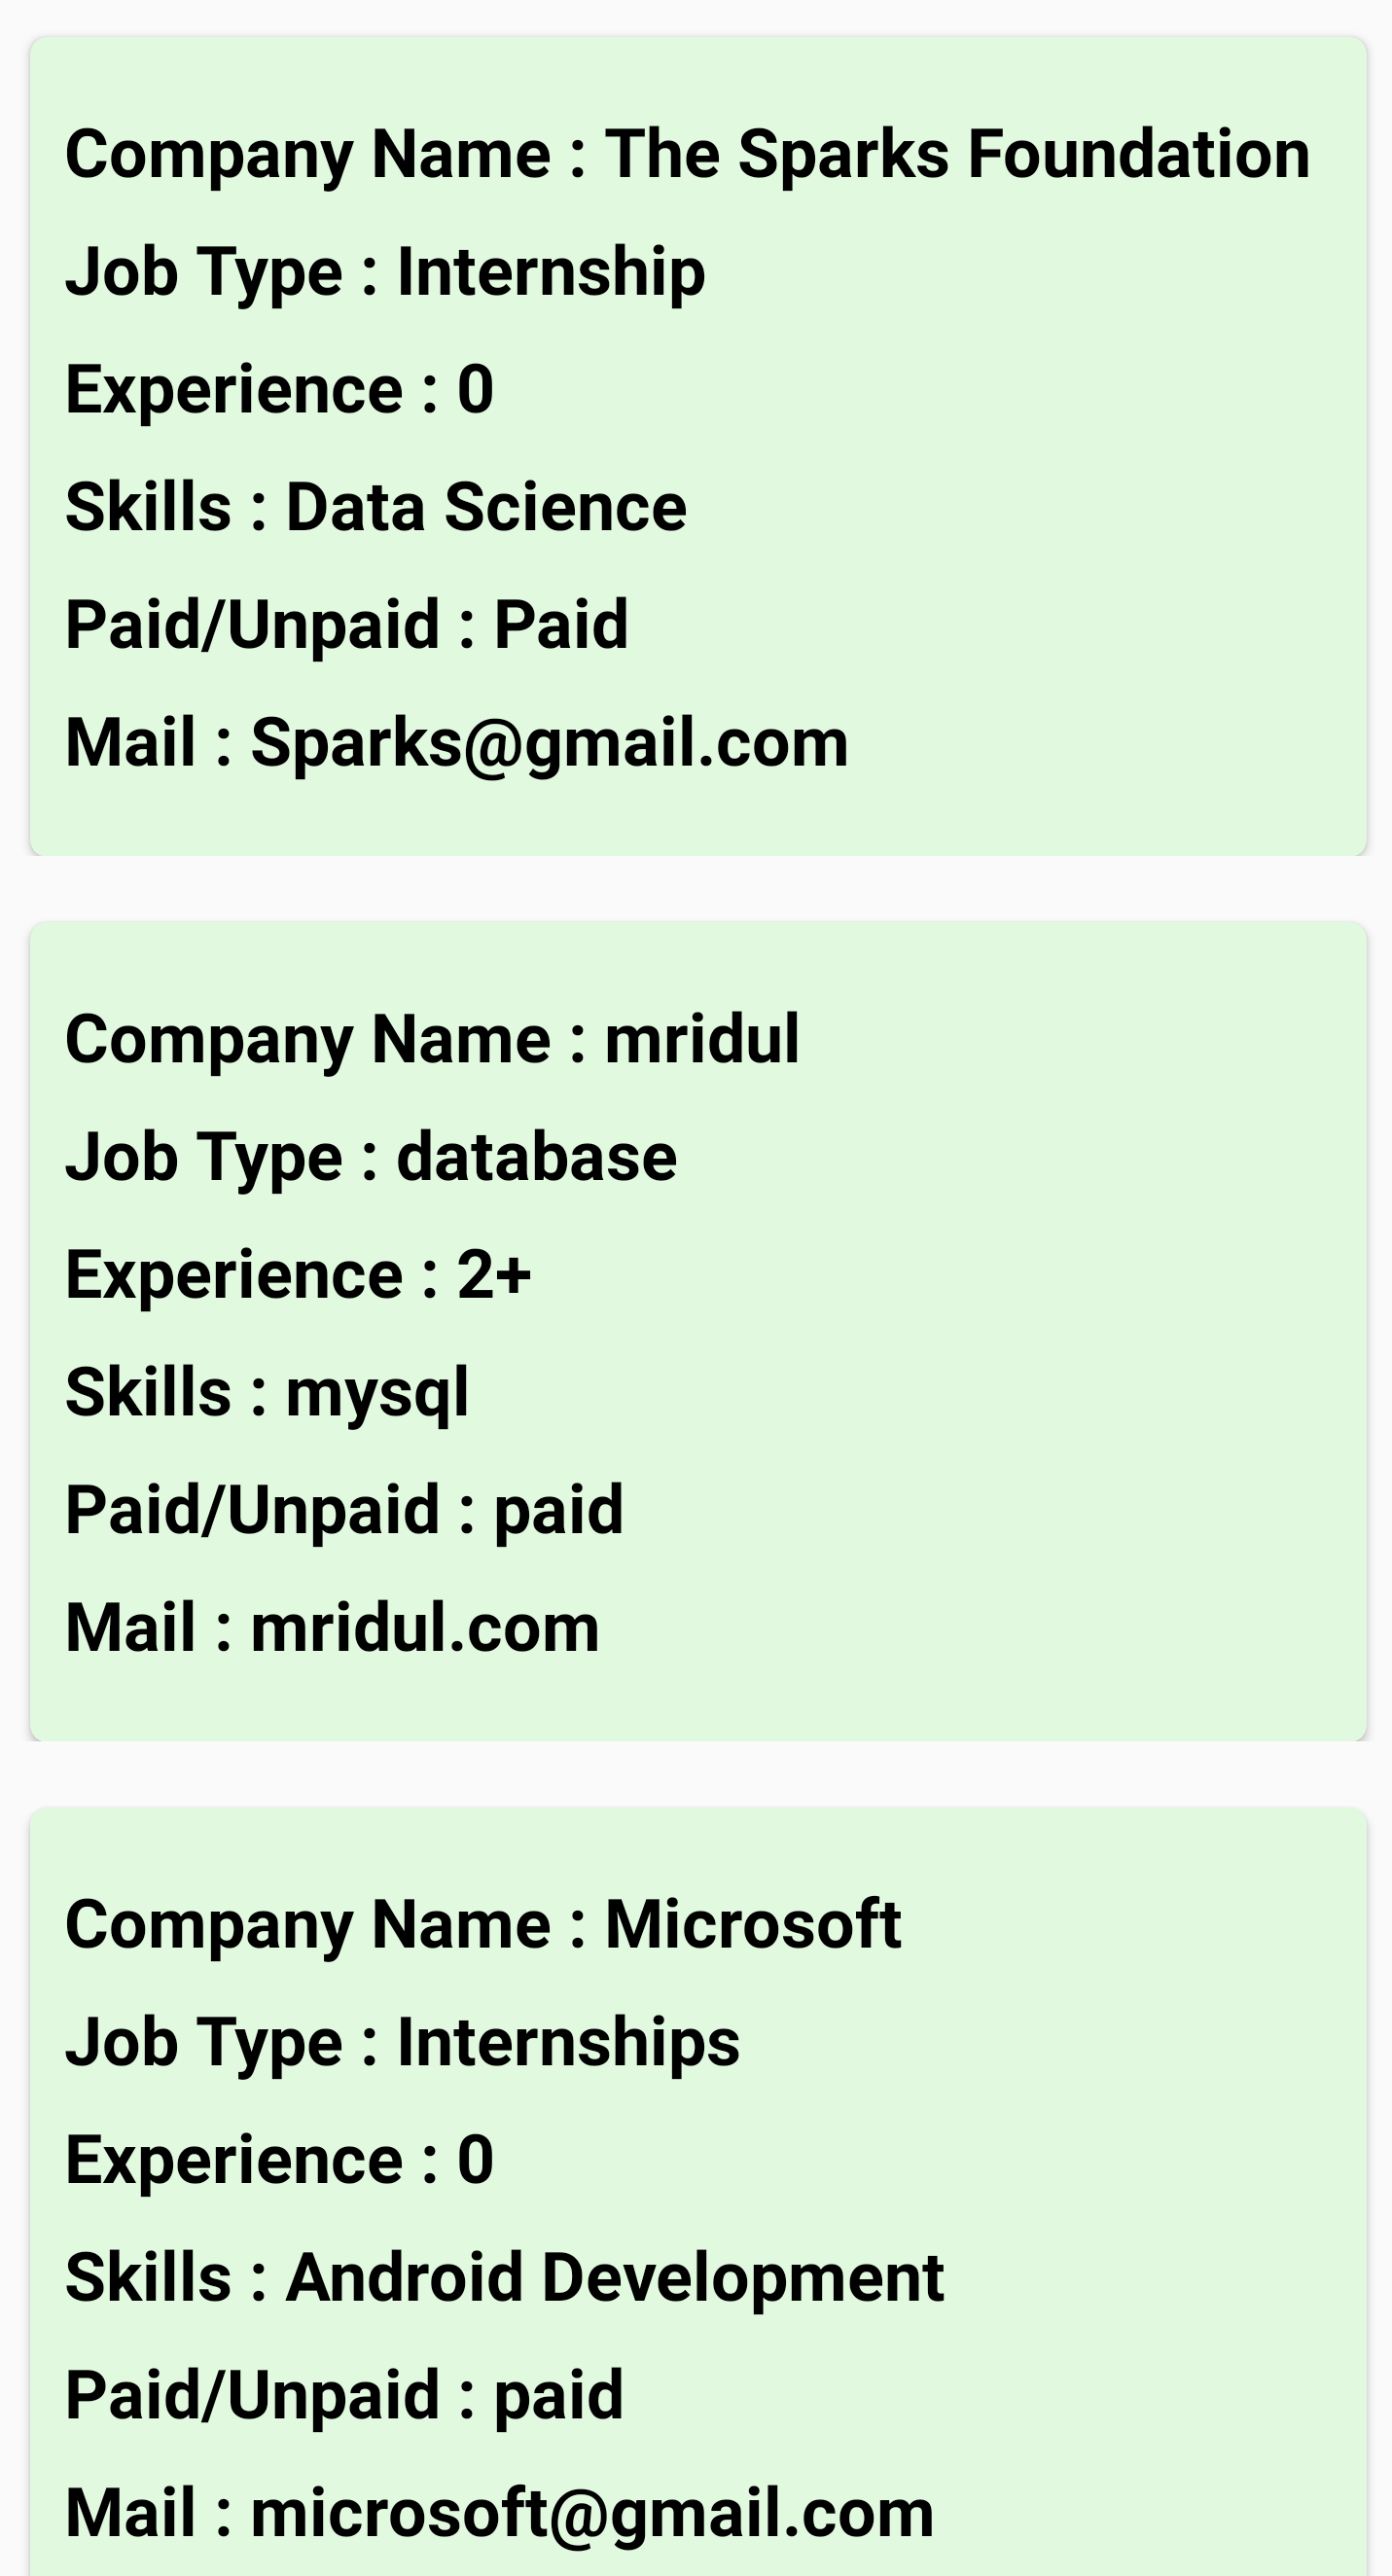 Company Name : The Sparks Foundation
Job Type : Internship
Experience : 0
Skills : Data Science
Paid/Unpaid : Paid
Mail : Sparks@gmail.com
Company Name : mridul
Job Type : database
Experience : 2+
Skills : mysql
Paid/Unpaid : paid
Mail : mridul.com
Company Name : Microsoft
Job Type : Internships
Experience : 0
Skills : Android Development
Paid/Unpaid : paid
Mail : microsoft@gmail.com